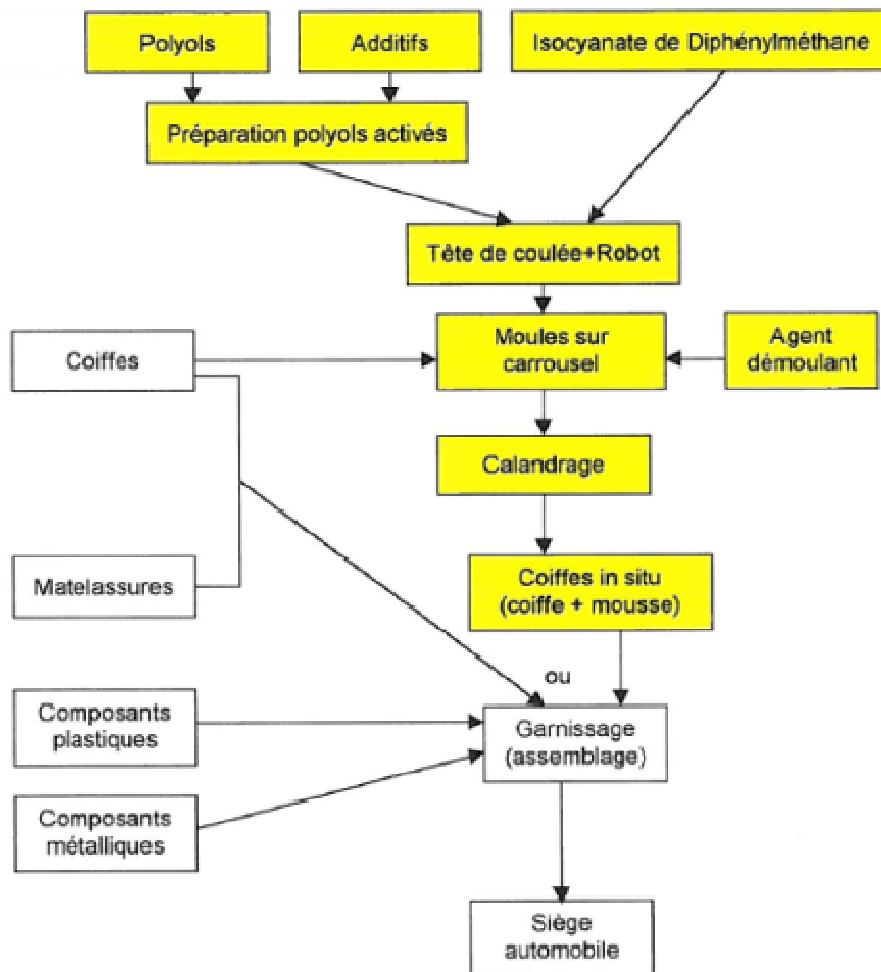 Polyols
Additifs
Isocyanate de Diphénylméthane
Préparation polyols activés
Tête de coulée+Robot
Coiffes
Moules sur
carrousel
Agent
démoulant
Calandrage
Matelassures
Coiffes in situ
(coiffe + mousse)
ou
Composants
plastiques
Garnissage
(assemblage)
Composants
métalliques
Siège
automobile